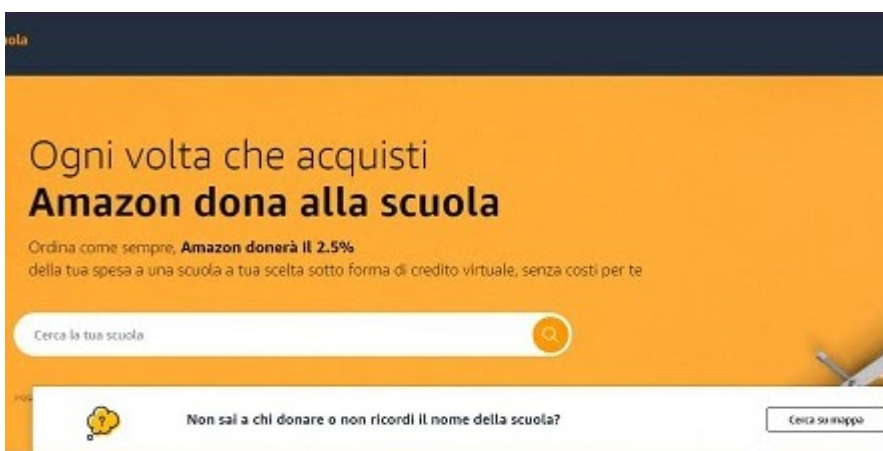 uola
Ogni volta che acquisti
Amazon dona alla scuola
Ordina come sempre, Amazon donerà il 2.5%
della tua spesa a una scuola a tua scelta sotto forma di credito virtuale, senza costi per te
Cerca la tua scuola
?
Non sai a chi donare o non ricordi il nome della scuola?
Cerca su mappa